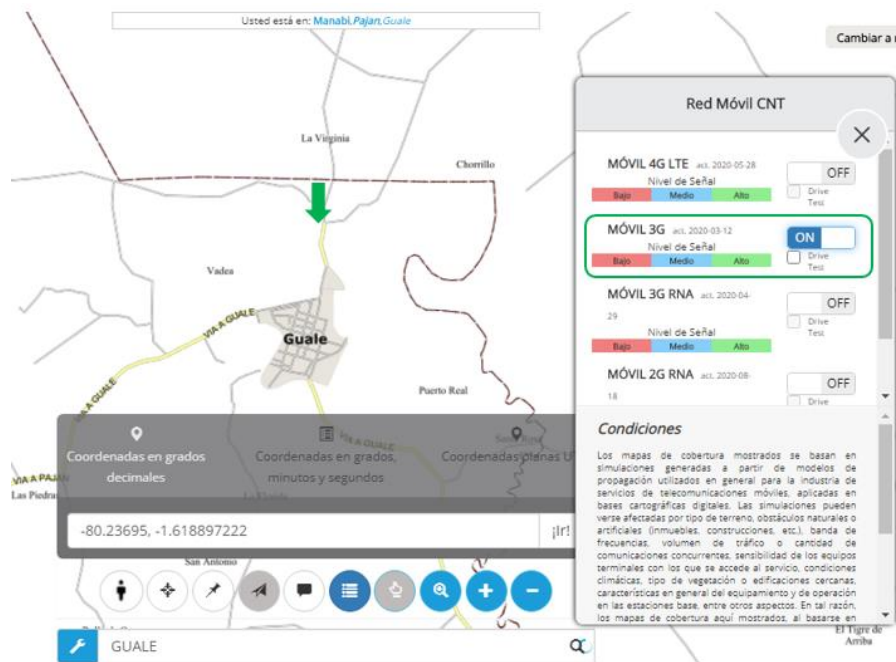 Usted está en: Manabi,Pajan,Guale
Cambiar a
La Virginia
Chorrillo
Vadea
VIA A GUALE
Guale
VIA A GUALE
Puerto Real
VIA A GUALE
VIA A PAJAN
Las Piedra
La Florida
San Antonio
El Tigre de
Arriba
Coordenadas en grados
decimales
Coordenadas en grados,
minutos y segundos
Coordenadas planas U
-80.23695, -1.618897222
¡Ir!
GUALE
Red Móvil CNT
MÓVIL 4G LTE act. 2020-05-28
OFF
Nivel de Señal
Bajo Medio Alto
Drive
Test
MÓVIL 3G act. 2020-03-12
ON
Nivel de Señal
Bajo Medio Alto
Drive
Test
MÓVIL 3G RNA act. 2020-04-
29
OFF
Nivel de Señal
Bajo Medio Alto
Drive
Test
MÓVIL 2G RNA act. 2020-08-
18
OFF
Drive
Condiciones
Los mapas de cobertura mostrados se basan en
simulaciones generadas a partir de modelos de
propagación utilizados en general para la industria de
servicios de telecomunicaciones móviles, aplicadas en
bases cartográficas digitales. Las simulaciones pueden
verse afectadas por tipo de terreno, obstáculos naturales o
artificiales (inmuebles, construcciones, etc.), banda de
frecuencias, volumen de tráfico o cantidad de
comunicaciones concurrentes, sensibilidad de los equipos
terminales con los que se accede al servicio, condiciones
climáticas, tipo de vegetación o edificaciones cercanas,
características en general del equipamiento y de operación
en las estaciones base, entre otros aspectos. En tal razón,
los mapas de cobertura aquí mostrados, al basarse en